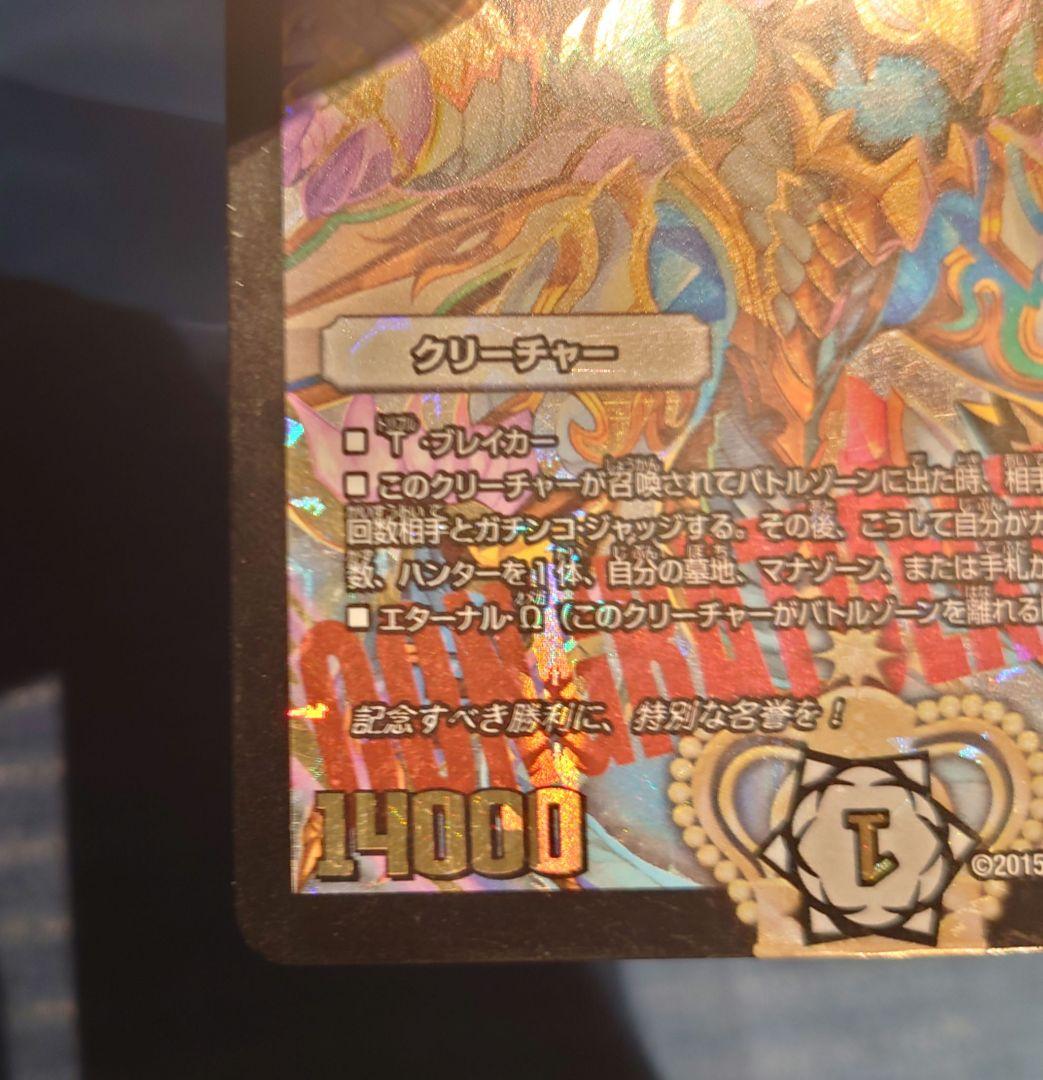 クリーチャー
■ T・ブレイカー
■ このクリーチャーが召喚されてバトルゾーンに出た時、相手
回数相手とガチンコ・ジャッジする。その後、こうして自分がガ
数、ハンターを1体、自分の墓地、マナゾーン、または手札か
■ エターナル・Ω（このクリーチャーがバトルゾーンを離れる
記念すべき勝利に、特別な名誉を！
14000
1
©2015